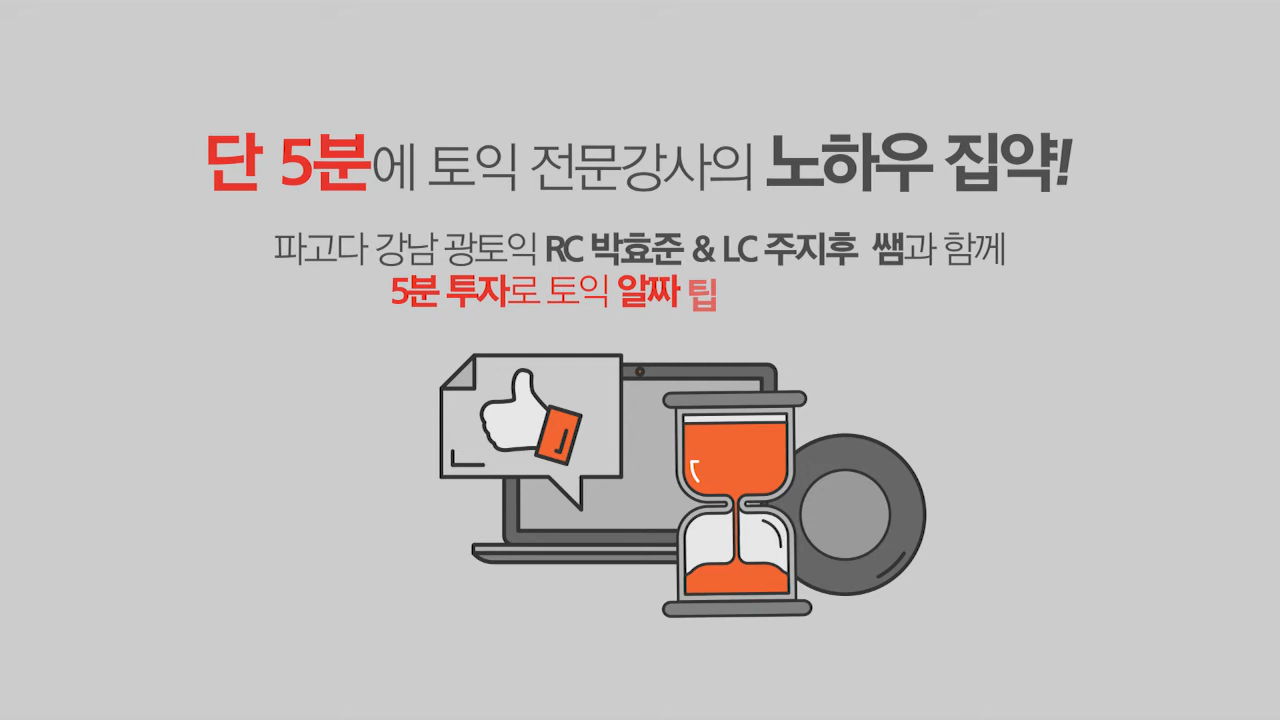 단 5분에 토익 전문강사의 노하우 집약!
파고다 강남 광토익 RC 박효준 & LC 주지후 쌤과 함께
5분 투자로 토익 알짜 팁